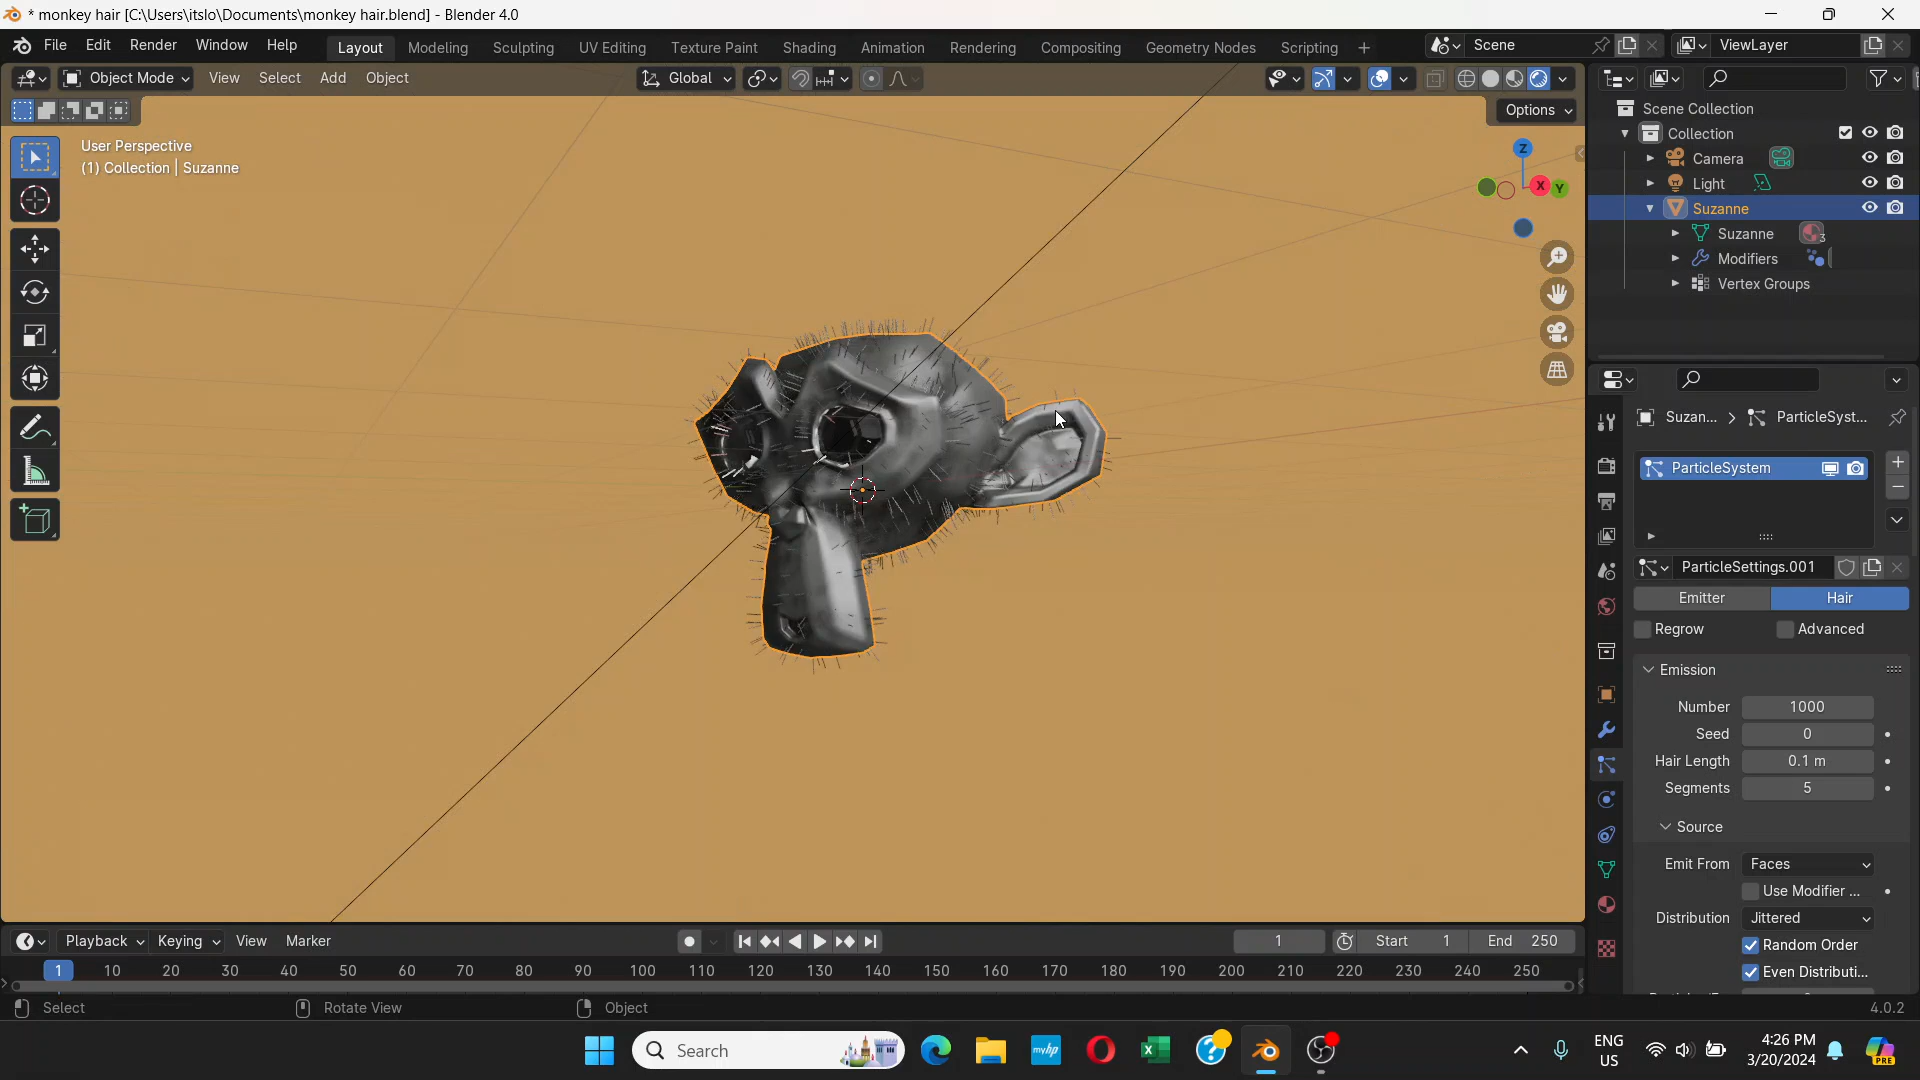 * monkey hair [C:\Users\itslo\Documents\monkey hair.blend] - Blender 4.0
File Edit Render Window Help Layout Modeling Sculpting UV Editing Texture Paint Shading Animation Rendering Compositing Geometry Nodes Scripting + Scene ViewLayer
Object Mode View Select Add Object Global
Options
User Perspective
(1) Collection | Suzanne
Z
X Y
Scene Collection
Collection
Camera
Light
Suzanne
Suzanne 3
Modifiers
Vertex Groups
Suzan... > ParticleSyst...
ParticleSystem
ParticleSettings.001
Emitter Hair
Regrow Advanced
Emission
Number 1000
Seed 0
Hair Length 0.1 m
Segments 5
Source
Emit From Faces
Use Modifier ...
Distribution Jittered
Random Order
Even Distributi...
Playback Keying View Marker 1 Start 1 End 250
1 10 20 30 40 50 60 70 80 90 100 110 120 130 140 150 160 170 180 190 200 210 220 230 240 250
Select Rotate View Object 4.0.2
Search myhp ENG
US
4:26 PM
3/20/2024
PRE